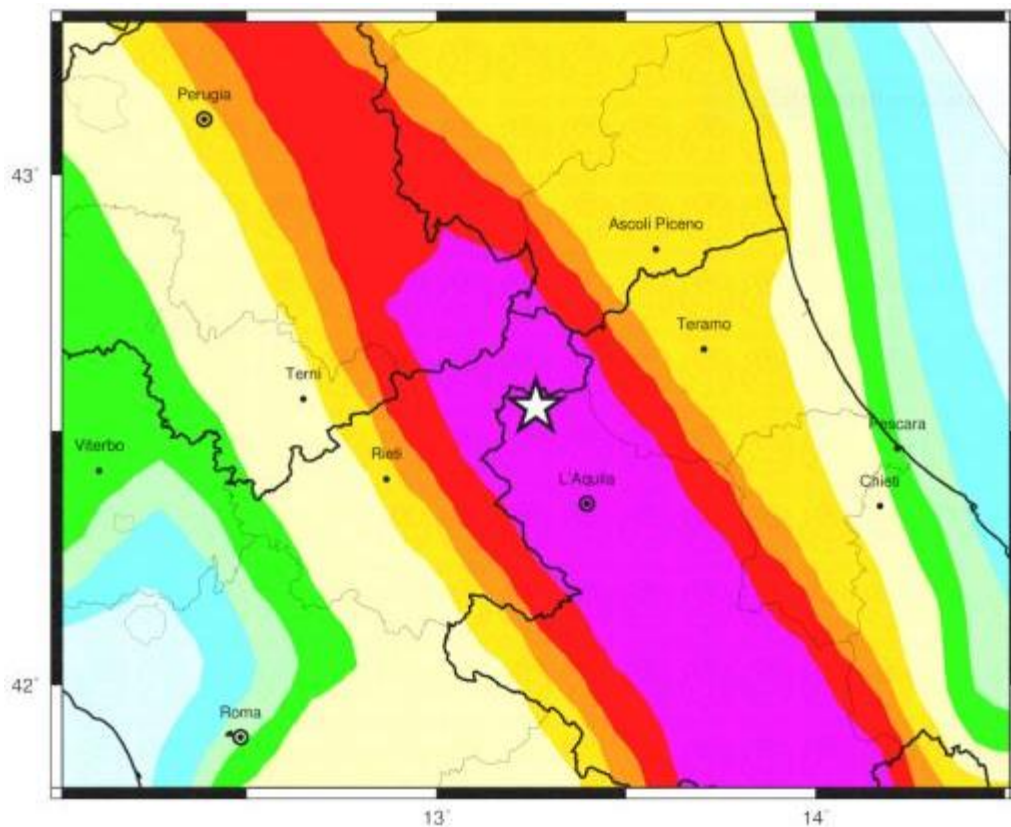 Perugia
43°
Ascoli Piceno
Teramo
Terni
Viterbo
Rieti
Pescara
L'Aquila
Chieti
42°
Roma
13°
14°